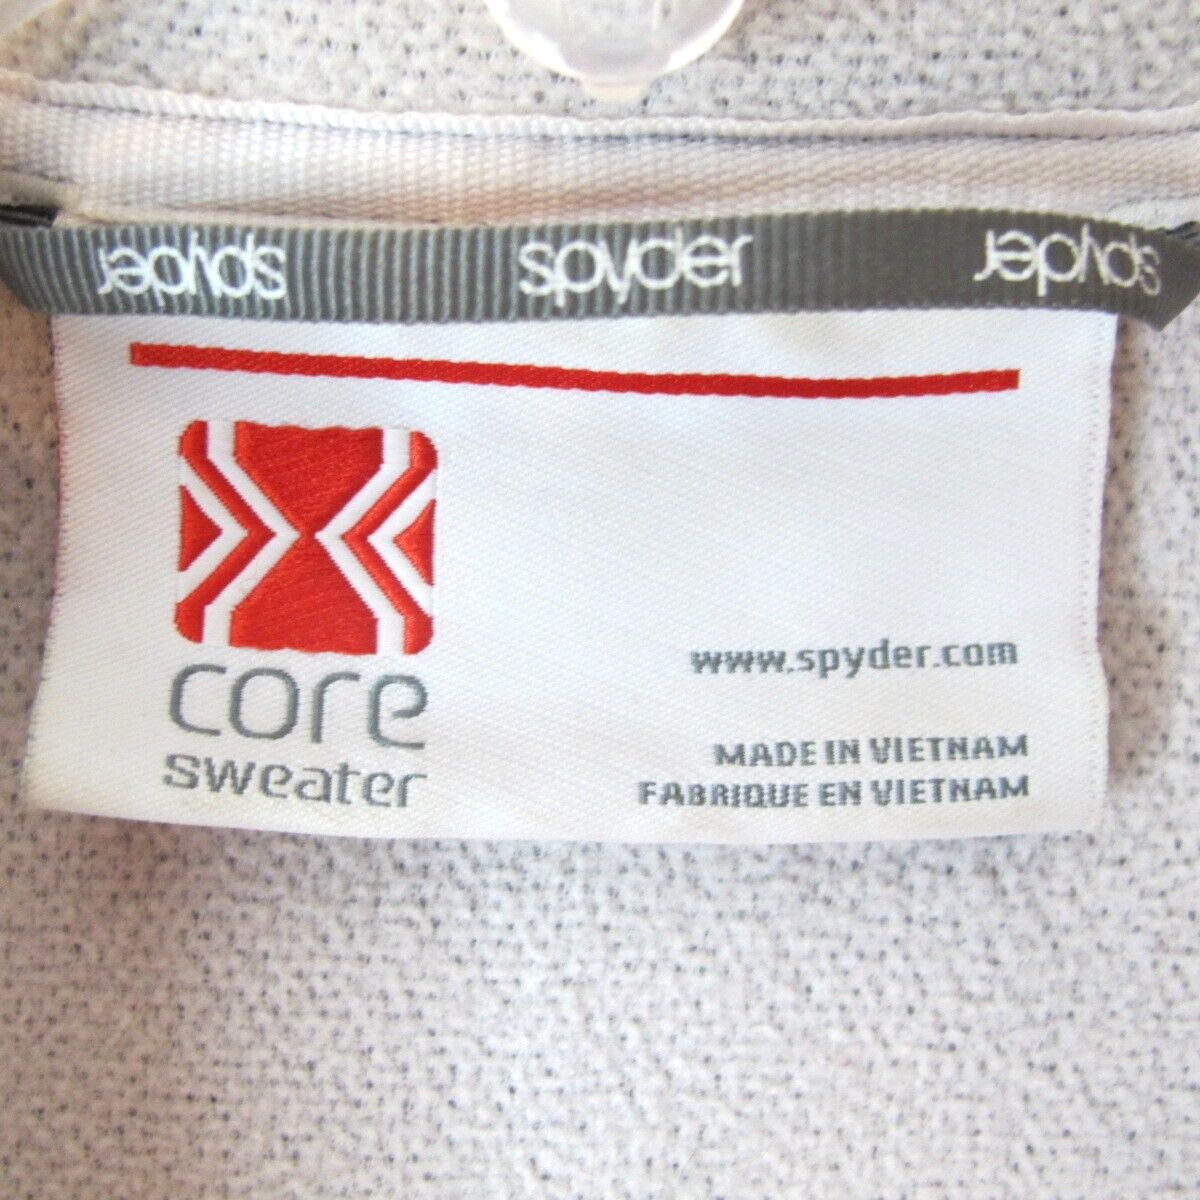 spyder spyder spyder
core
sweater
www.spyder.com
MADE IN VIETNAM
FABRIQUE EN VIETNAM